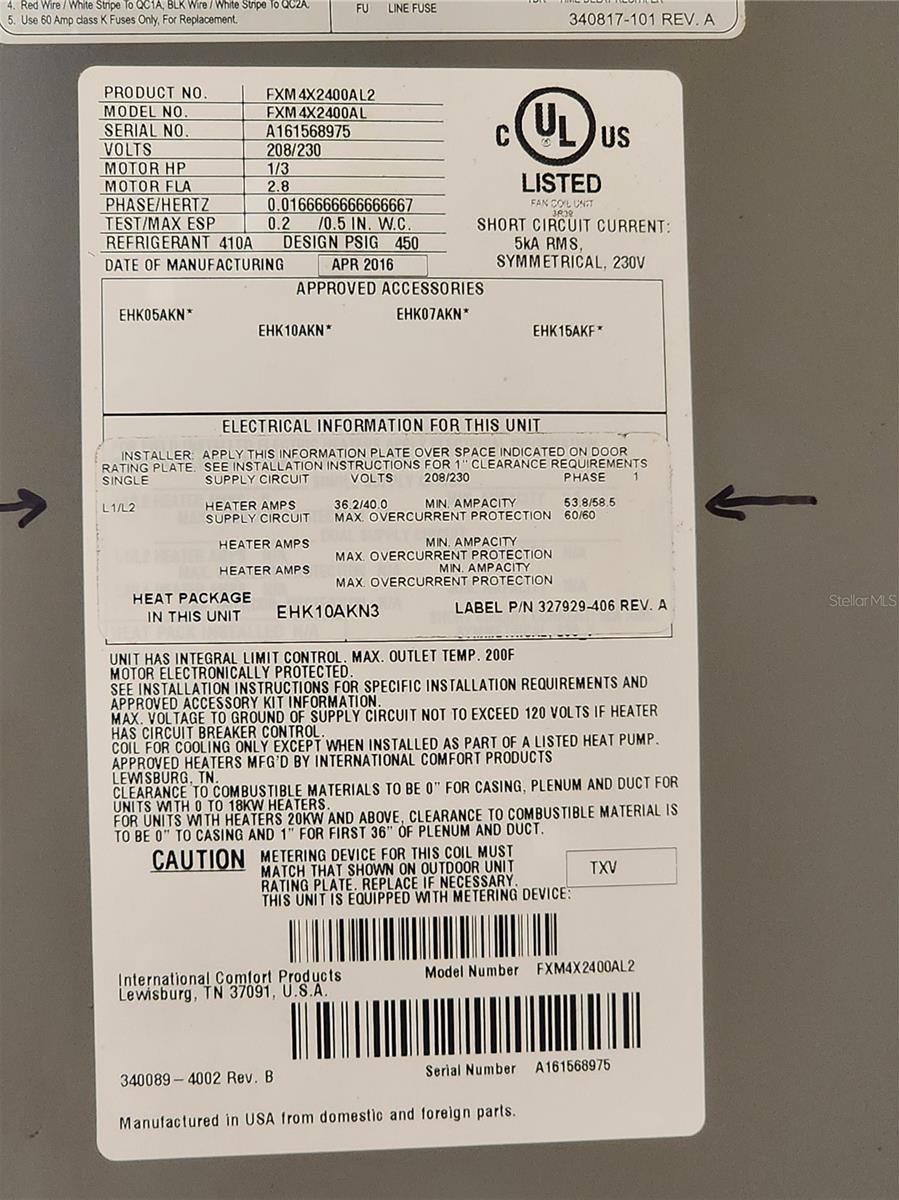 4. Red Wire / White Stripe To QC1A, BLK Wire / White Stripe To QC2A.
5. Use 60 Amp class K Fuses Only, For Replacement.
FU LINE FUSE
340817-101 REV. A
PRODUCT NO. FXM4X2400AL2
MODEL NO. FXM4X2400AL
SERIAL NO. A161568975
VOLTS 208/230
MOTOR HP 1/3
MOTOR FLA 2.8
PHASE/HERTZ 0.0166666666666667
TEST/MAX ESP 0.2 /0.5 IN. W.C.
REFRIGERANT 410A DESIGN PSIG 450
DATE OF MANUFACTURING APR 2016
C UL US
LISTED
FAN COIL UNIT
SHORT CIRCUIT CURRENT:
5kA RMS,
SYMMETRICAL, 230V
APPROVED ACCESSORIES
EHK05AKN* EHK07AKN*
EHK10AKN* EHK15AKF*
ELECTRICAL INFORMATION FOR THIS UNIT
INSTALLER: APPLY THIS INFORMATION PLATE OVER SPACE INDICATED ON DOOR
RATING PLATE. SEE INSTALLATION INSTRUCTIONS FOR 1" CLEARANCE REQUIREMENTS
SINGLE SUPPLY CIRCUIT VOLTS 208/230 PHASE 1
L1/L2 HEATER AMPS 36.2/40.0 MIN. AMPACITY 53.8/58.5
SUPPLY CIRCUIT MAX. OVERCURRENT PROTECTION 60/60
HEATER AMPS MIN. AMPACITY
MAX. OVERCURRENT PROTECTION
HEATER AMPS MIN. AMPACITY
MAX. OVERCURRENT PROTECTION
HEAT PACKAGE
IN THIS UNIT EHK10AKN3 LABEL P/N 327929-406 REV. A
UNIT HAS INTEGRAL LIMIT CONTROL. MAX. OUTLET TEMP. 200F
MOTOR ELECTRONICALLY PROTECTED.
SEE INSTALLATION INSTRUCTIONS FOR SPECIFIC INSTALLATION REQUIREMENTS AND
APPROVED ACCESSORY KIT INFORMATION.
MAX. VOLTAGE TO GROUND OF SUPPLY CIRCUIT NOT TO EXCEED 120 VOLTS IF HEATER
HAS CIRCUIT BREAKER CONTROL.
COIL FOR COOLING ONLY EXCEPT WHEN INSTALLED AS PART OF A LISTED HEAT PUMP.
APPROVED HEATERS MFG'D BY INTERNATIONAL COMFORT PRODUCTS
LEWISBURG, TN.
CLEARANCE TO COMBUSTIBLE MATERIALS TO BE 0" FOR CASING, PLENUM AND DUCT FOR
UNITS WITH 0 TO 18KW HEATERS.
FOR UNITS WITH HEATERS 20KW AND ABOVE, CLEARANCE TO COMBUSTIBLE MATERIAL IS
TO BE 0" TO CASING AND 1" FOR FIRST 36" OF PLENUM AND DUCT.
CAUTION METERING DEVICE FOR THIS COIL MUST
MATCH THAT SHOWN ON OUTDOOR UNIT
RATING PLATE. REPLACE IF NECESSARY.
THIS UNIT IS EQUIPPED WITH METERING DEVICE:
TXV
International Comfort Products
Lewisburg, TN 37091, U.S.A.
Model Number FXM4X2400AL2
340089-4002 Rev. B
Serial Number A161568975
Manufactured in USA from domestic and foreign parts.
StellarMLS